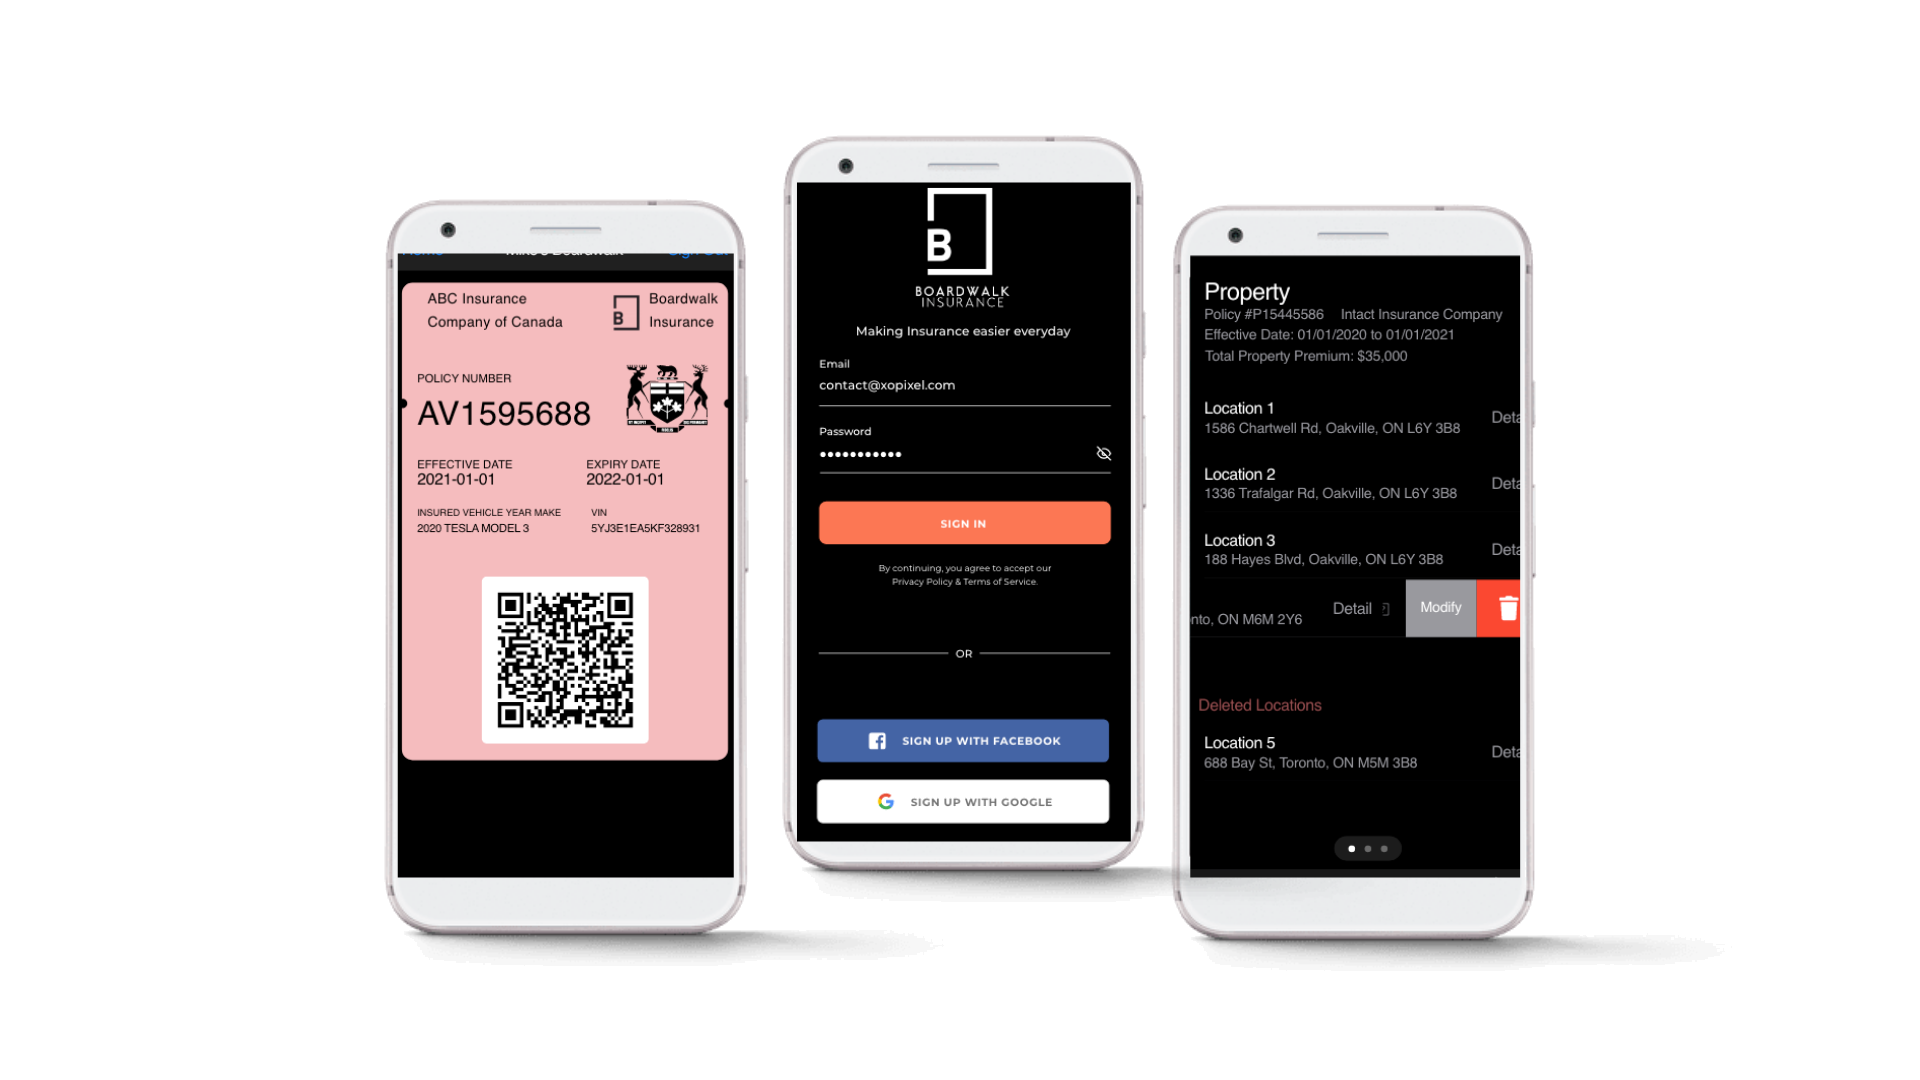 Mike's Boardwalk
ABC Insurance
Company of Canada
B
Boardwalk
Insurance
POLICY NUMBER
AV1595688
EFFECTIVE DATE
2021-01-01
EXPIRY DATE
2022-01-01
INSURED VEHICLE YEAR MAKE
2020 TESLA MODEL 3
VIN
5YJ3E1EA5KF328931
B
BOARDWALK
INSURANCE
Making Insurance easier everyday
Email
contact@xopixel.com
Password
SIGN IN
By continuing, you agree to accept our
Privacy Policy & Terms of Service.
OR
SIGN UP WITH FACEBOOK
SIGN UP WITH GOOGLE
Property
Policy #P15445586 Intact Insurance Company
Effective Date: 01/01/2020 to 01/01/2021
Total Property Premium: $35,000
Location 1
1586 Chartwell Rd, Oakville, ON L6Y 3B8
Deta
Location 2
1336 Trafalgar Rd, Oakville, ON L6Y 3B8
Deta
Location 3
188 Hayes Blvd, Oakville, ON L6Y 3B8
Deta
nto, ON M6M 2Y6
Detail
Modify
Deleted Locations
Location 5
688 Bay St, Toronto, ON M5M 3B8
Deta